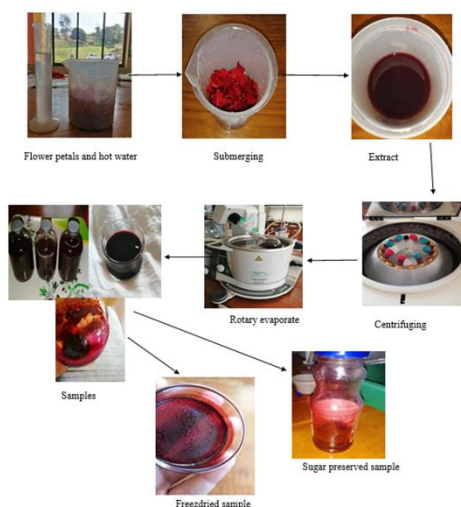 Flower petals and hot water
Submerging
Extract
Rotary evaporate
Centrifuging
Samples
Sugar preserved sample
Freezdried sample